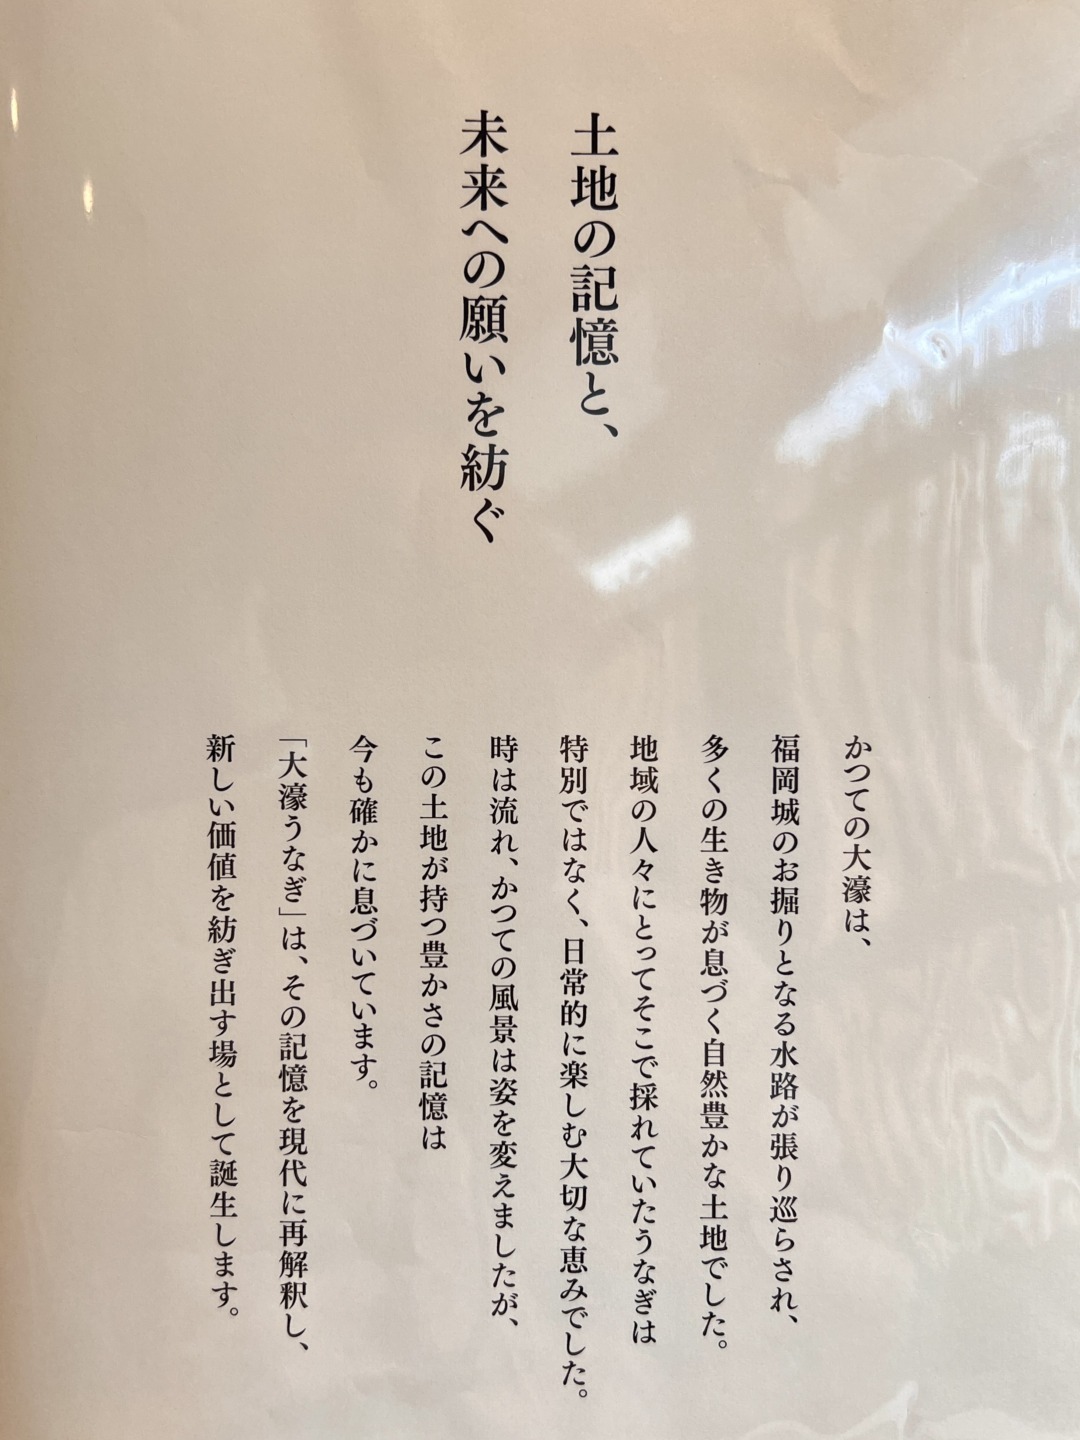 土地の記憶と、
未来への願いを紡ぐ
かつての大濠は、
福岡城のお掘りとなる水路が張り巡らされ、
多くの生き物が息づく自然豊かな土地でした。
地域の人々にとってそこで採れていたうなぎは
特別ではなく、日常的に楽しむ大切な恵みでした。
時は流れ、かつての風景は姿を変えましたが、
この土地が持つ豊かさの記憶は
今も確かに息づいています。
「大濠うなぎ」は、その記憶を現代に再解釈し、
新しい価値を紡ぎ出す場として誕生します。